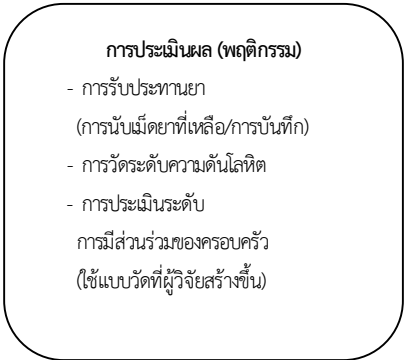 การประเมินผล (พฤติกรรม)
- การรับประทานยา
(การนับเม็ดยาที่เหลือ/การบันทึก)
- การวัดระดับความดันโลหิต
- การประเมินระดับ
การมีส่วนร่วมของครอบครัว
(ใช้แบบวัดที่ผู้วิจัยสร้างขึ้น)